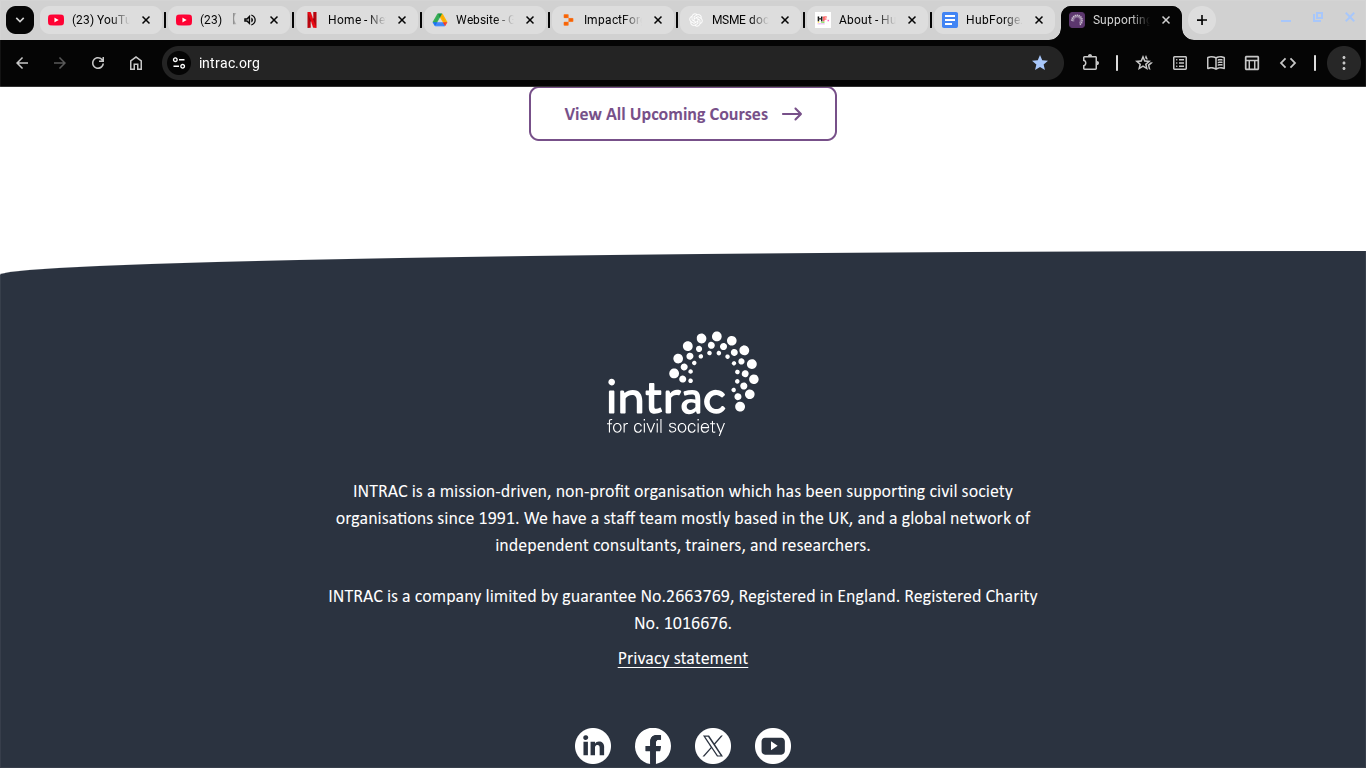 (23) YouTu
(23)
Home - Ne
Website - G
ImpactFor
MSME doc
About - Hu
HubForge
Supporting
intrac.org
View All Upcoming Courses
intrac
for civil society
INTRAC is a mission-driven, non-profit organisation which has been supporting civil society
organisations since 1991. We have a staff team mostly based in the UK, and a global network of
independent consultants, trainers, and researchers.
INTRAC is a company limited by guarantee No.2663769, Registered in England. Registered Charity
No. 1016676.
Privacy statement